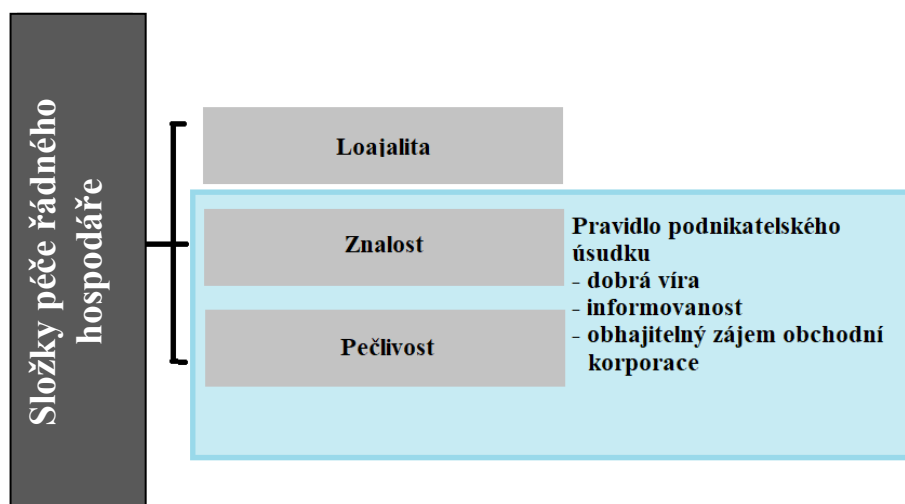 Složky péče řádného
hospodáře
Loajalita
Znalost
Pečlivost
Pravidlo podnikatelského
úsudku
- dobrá víra
- informovanost
- obhajitelný zájem obchodní
korporace